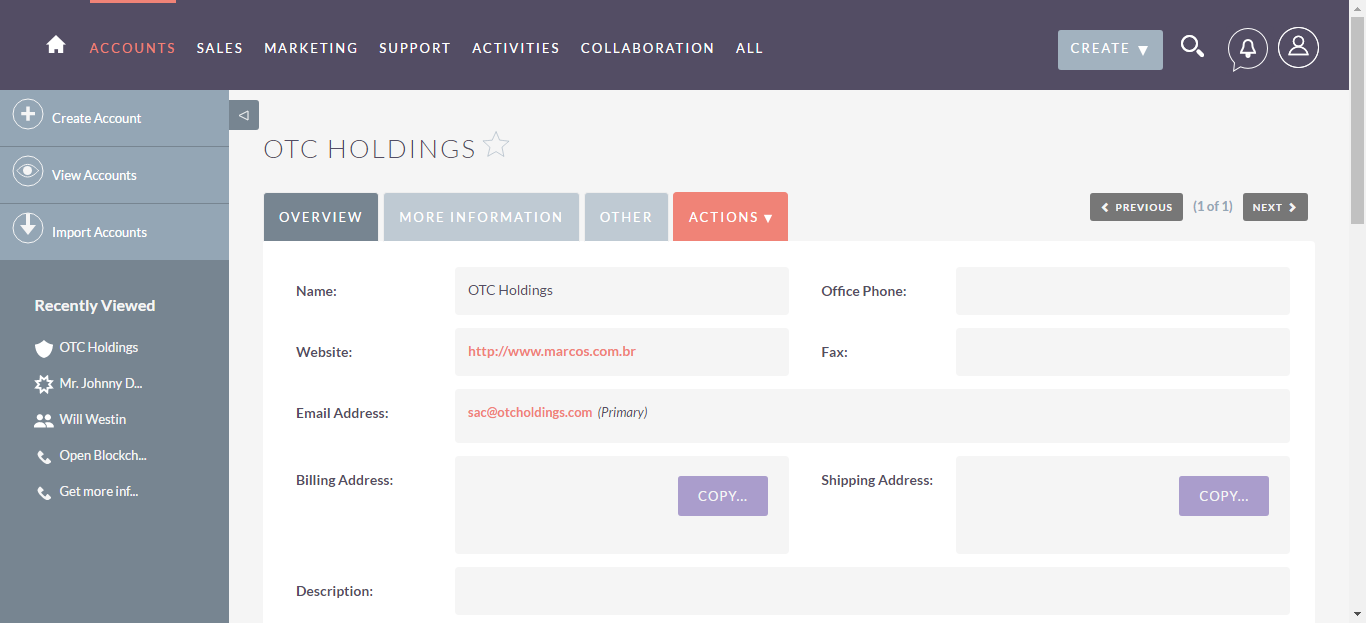 ACCOUNTS SALES MARKETING SUPPORT ACTIVITIES COLLABORATION ALL CREATE ▼
Create Account
View Accounts
Import Accounts
Recently Viewed
OTC Holdings
Mr. Johnny D...
Will Westin
Open Blockch...
Get more inf...
OTC HOLDINGS
OVERVIEW MORE INFORMATION OTHER ACTIONS ▼ PREVIOUS (1 of 1) NEXT
Name: OTC Holdings Office Phone:
Website: http://www.marcos.com.br Fax:
Email Address: sac@otcholdings.com (Primary)
Billing Address: COPY... Shipping Address: COPY...
Description: